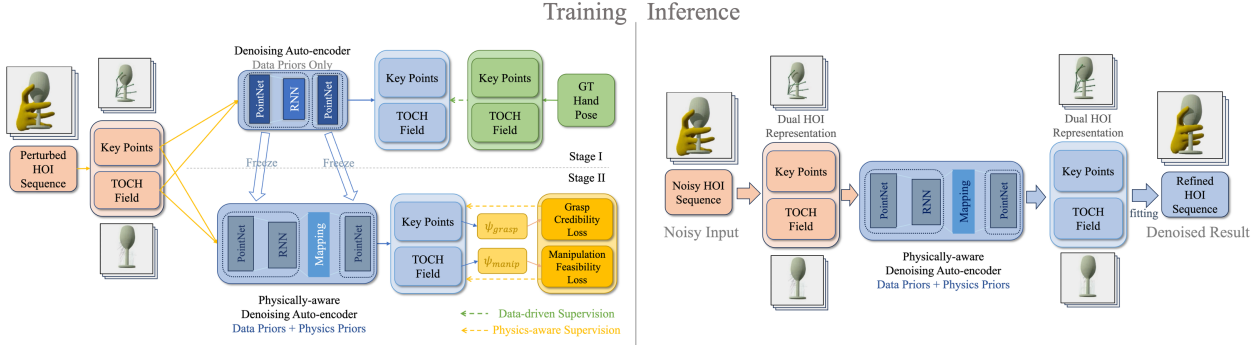 Training
Inference
Denoising Auto-encoder
Data Priors Only
PointNet
RNN
PointNet
Key Points
TOCH
Field
Key Points
TOCH
Field
GT
Hand
Pose
Perturbed
HOI
Sequence
Key Points
TOCH
Field
Freeze
Freeze
Stage I
Stage II
PointNet
RNN
Mapping
PointNet
Key Points
TOCH
Field
ψgrasp
ψmanip
Grasp
Credibility
Loss
Manipulation
Feasibility
Loss
Physically-aware
Denoising Auto-encoder
Data Priors + Physics Priors
Data-driven Supervision
Physics-aware Supervision
Noisy HOI
Sequence
Noisy Input
Dual HOI
Representation
Key Points
TOCH
Field
PointNet
RNN
Mapping
PointNet
Physically-aware
Denoising Auto-encoder
Data Priors + Physics Priors
Dual HOI
Representation
Key Points
TOCH
Field
fitting
Refined
HOI
Sequence
Denoised Result